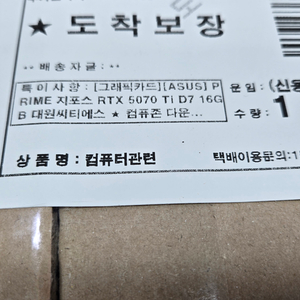 ★ 도착보장
** 배송자글 : **
특이사항 : [그래픽카드][ASUS] P
RIME 지포스 RTX 5070 Ti D7 16G
B 대원씨티에스 ★ 컴퓨존 다운...
운임 : (신용
수량 : 1
상 품 명 : 컴퓨터관련
택배이용문의:1